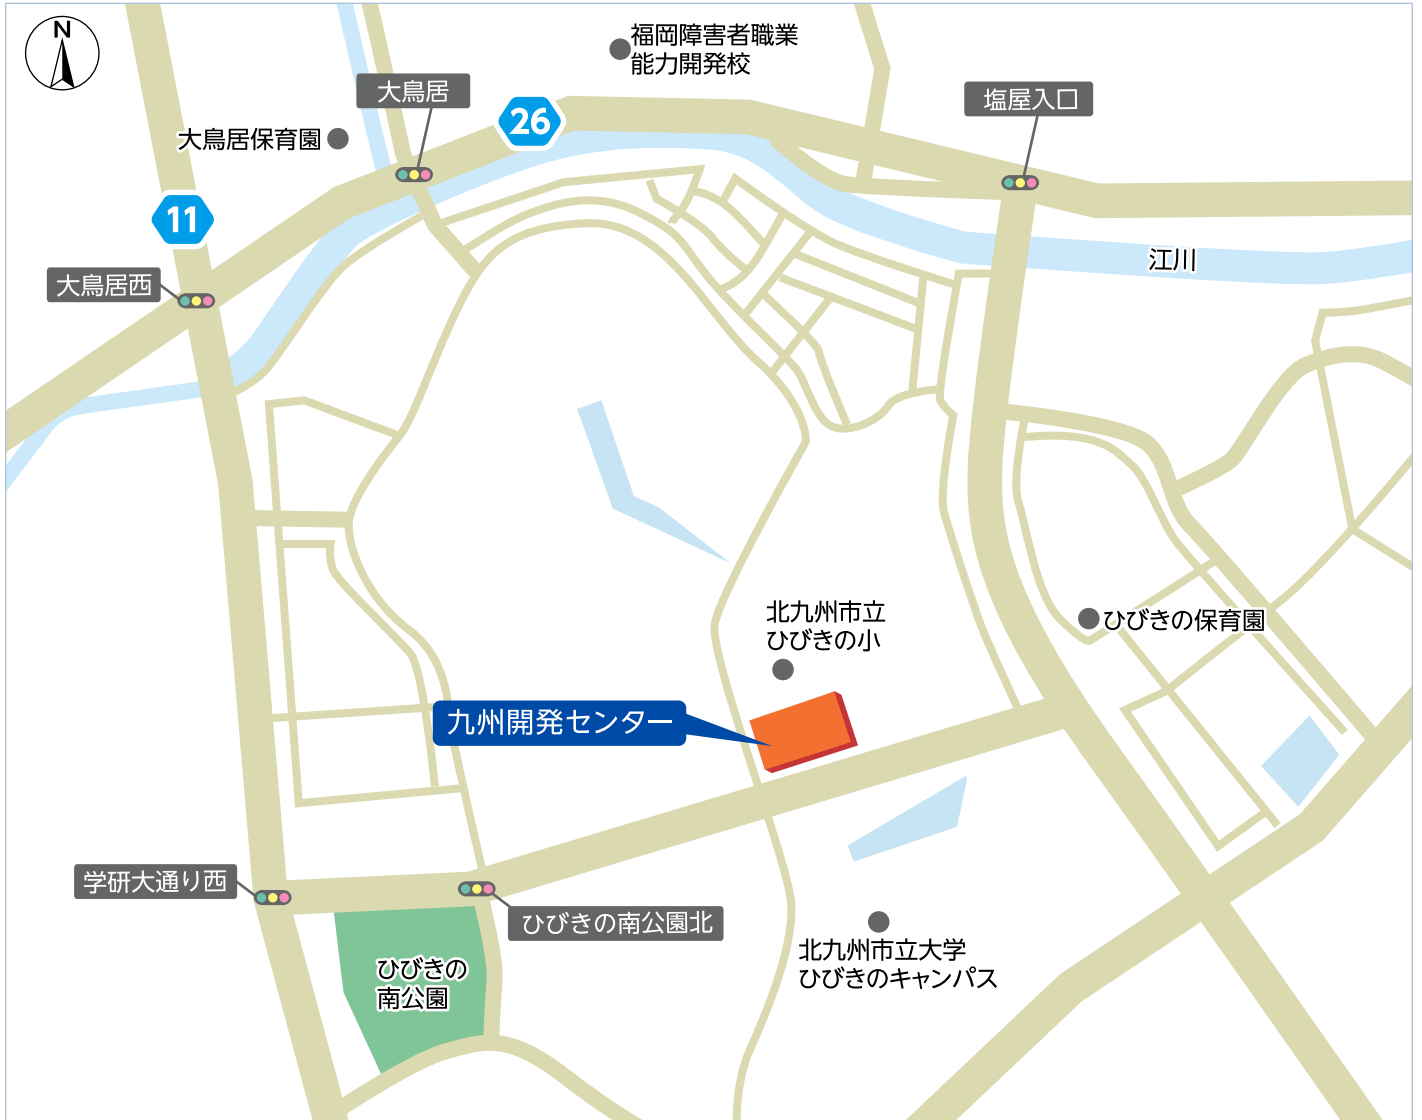 N
福岡障害者職業
能力開発校
大鳥居
塩屋入口
26
大鳥居保育園
11
江川
大鳥居西
北九州市立
ひびきの小
ひびきの保育園
九州開発センター
学研大通り西
ひびきの南公園北
北九州市立大学
ひびきのキャンパス
ひびきの
南公園